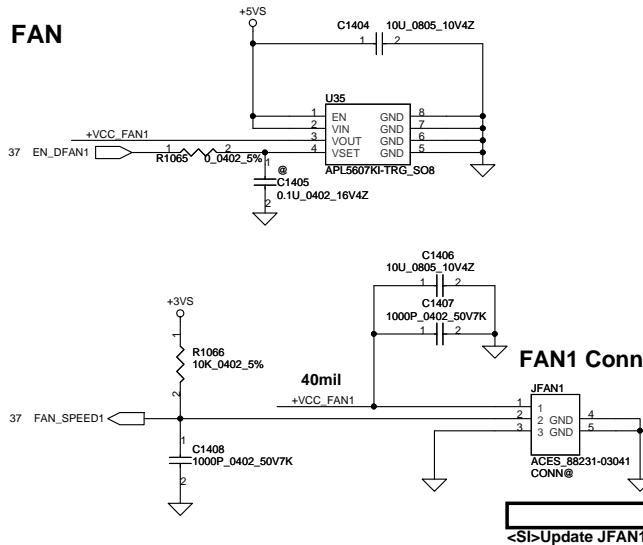 FAN
+5VS
C1404 10U_0805_10V4Z
1 2
U35
1 EN GND 8
2 VIN GND 7
3 VOUT GND 6
4 VSET GND 5
APL5607KI-TRG_SO8
+VCC_FAN1
37 EN_DFAN1
1 2
R1065 0_0402_5%
1
@
C1405
2 0.1U_0402_16V4Z
+3VS
1
R1066
10K_0402_5%
2
37 FAN_SPEED1
1
C1408
1000P_0402_50V7K
2
C1406
10U_0805_10V4Z
1 2
C1407
1000P_0402_50V7K
1 2
40mil
+VCC_FAN1
FAN1 Conn
JFAN1
1 1
2 2 GND 4
3 3 GND 5
ACES_88231-03041
CONN@
<SI>Update JFAN1